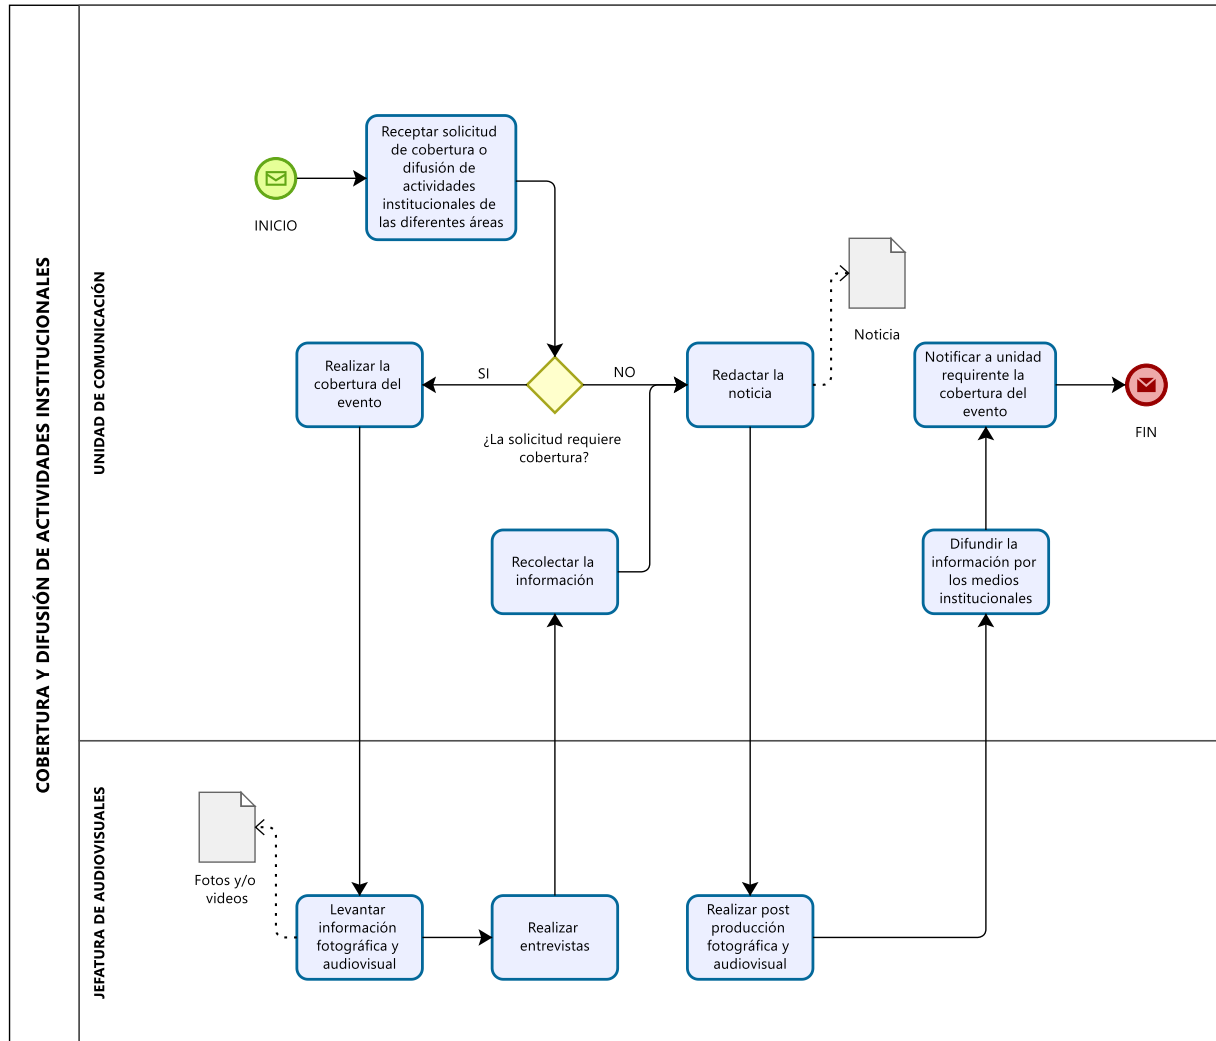 COBERTURA Y DIFUSIÓN DE ACTIVIDADES INSTITUCIONALES
UNIDAD DE COMUNICACIÓN
INICIO
Receptar solicitud
de cobertura o
difusión de
actividades
institucionales de
las diferentes áreas
Realizar la
cobertura del
evento
SI
¿La solicitud requiere
cobertura?
NO
Redactar la
noticia
Noticia
Notificar a unidad
requirente la
cobertura del
evento
FIN
Recolectar la
información
Difundir la
información por
los medios
institucionales
JEFATURA DE AUDIOVISUALES
Fotos y/o
videos
Levantar
información
fotográfica y
audiovisual
Realizar
entrevistas
Realizar post
producción
fotográfica y
audiovisual